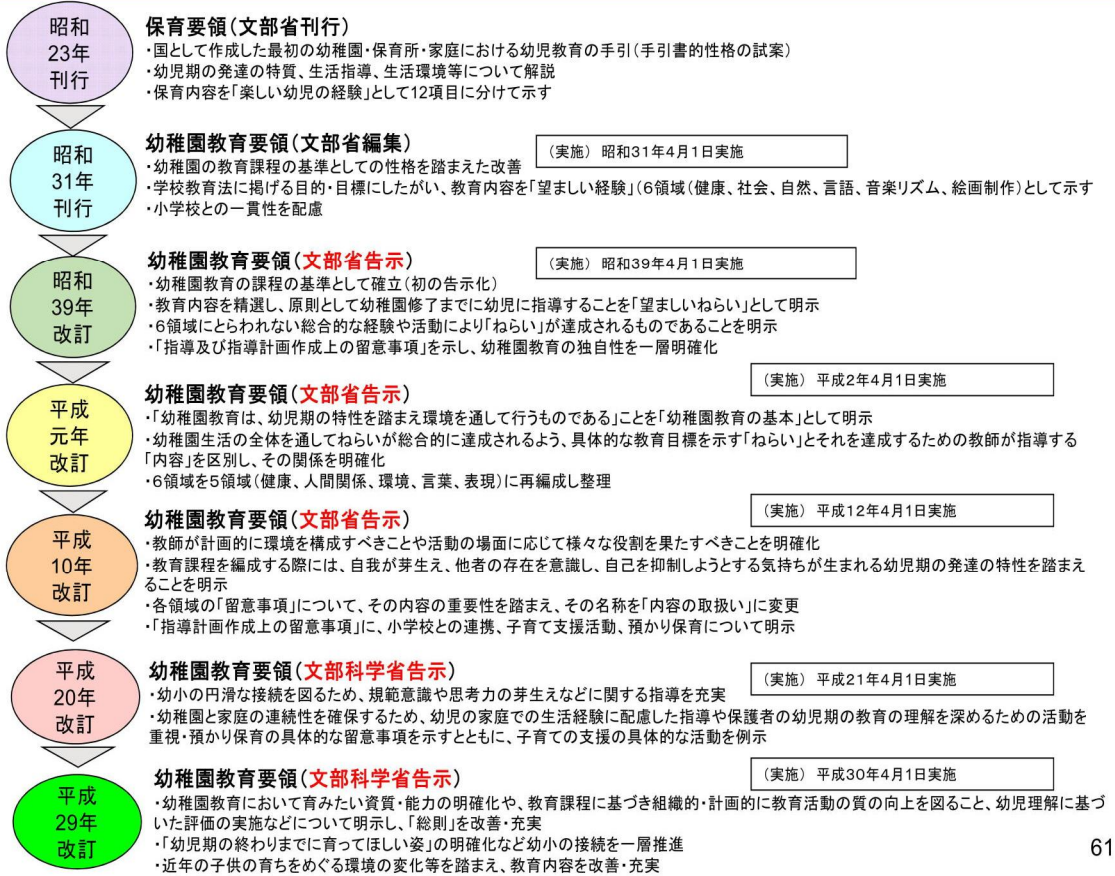 昭和
23年
刊行
保育要領(文部省刊行)
・国として作成した最初の幼稚園・保育所・家庭における幼児教育の手引(手引書的性格の試案)
・幼児期の発達の特質、生活指導、生活環境等について解説
・保育内容を「楽しい幼児の経験」として12項目に分けて示す
昭和
31年
刊行
幼稚園教育要領(文部省編集)
(実施) 昭和31年4月1日実施
・幼稚園の教育課程の基準としての性格を踏まえた改善
・学校教育法に掲げる目的・目標にしたがい、教育内容を「望ましい経験」(6領域(健康、社会、自然、言語、音楽リズム、絵画制作)として示す
・小学校との一貫性を配慮
昭和
39年
改訂
幼稚園教育要領(文部省告示)
(実施) 昭和39年4月1日実施
・幼稚園教育の課程の基準として確立(初の告示化)
・教育内容を精選し、原則として幼稚園修了までに幼児に指導することを「望ましいねらい」として明示
・6領域にとらわれない総合的な経験や活動により「ねらい」が達成されるものであることを明示
・「指導及び指導計画作成上の留意事項」を示し、幼稚園教育の独自性を一層明確化
平成
元年
改訂
幼稚園教育要領(文部省告示)
(実施) 平成2年4月1日実施
・「幼稚園教育は、幼児期の特性を踏まえ環境を通して行うものである」ことを「幼稚園教育の基本」として明示
・幼稚園生活の全体を通してねらいが総合的に達成されるよう、具体的な教育目標を示す「ねらい」とそれを達成するための教師が指導する
「内容」を区別し、その関係を明確化
・6領域を5領域(健康、人間関係、環境、言葉、表現)に再編成し整理
平成
10年
改訂
幼稚園教育要領(文部省告示)
(実施) 平成12年4月1日実施
・教師が計画的に環境を構成すべきことや活動の場面に応じて様々な役割を果たすべきことを明確化
・教育課程を編成する際には、自我が芽生え、他者の存在を意識し、自己を抑制しようとする気持ちが生まれる幼児期の発達の特性を踏まえ
ることを明示
・各領域の「留意事項」について、その内容の重要性を踏まえ、その名称を「内容の取扱い」に変更
・「指導計画作成上の留意事項」に、小学校との連携、子育て支援活動、預かり保育について明示
平成
20年
改訂
幼稚園教育要領(文部科学省告示)
(実施) 平成21年4月1日実施
・幼小の円滑な接続を図るため、規範意識や思考力の芽生えなどに関する指導を充実
・幼稚園と家庭の連続性を確保するため、幼児の家庭での生活経験に配慮した指導や保護者の幼児期の教育の理解を深めるための活動を
重視・預かり保育の具体的な留意事項を示すとともに、子育ての支援の具体的な活動を例示
平成
29年
改訂
幼稚園教育要領(文部科学省告示)
(実施) 平成30年4月1日実施
・幼稚園教育において育みたい資質・能力の明確化や、教育課程に基づき組織的・計画的に教育活動の質の向上を図ること、幼児理解に基づ
いた評価の実施などについて明示し、「総則」を改善・充実
・「幼児期の終わりまでに育ってほしい姿」の明確化など幼小の接続を一層推進
・近年の子供の育ちをめぐる環境の変化等を踏まえ、教育内容を改善・充実
61